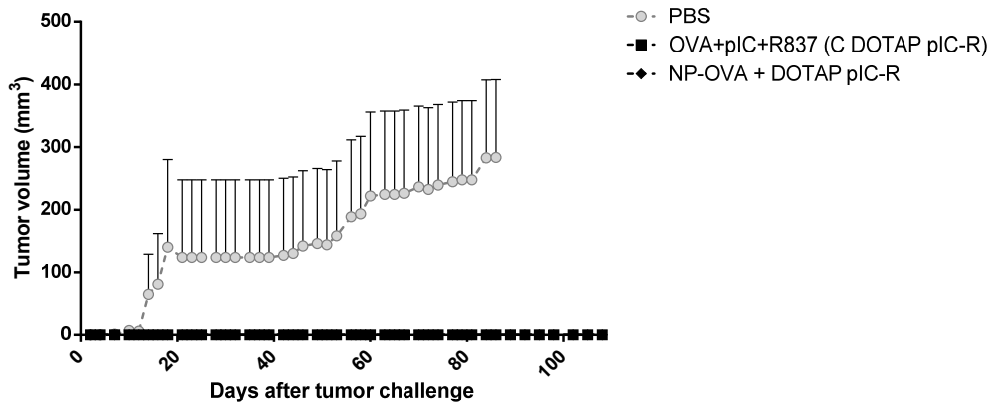 500
400
300
200
100
0
Tumor volume (mm³)
0
20
40
60
80
100
Days after tumor challenge
PBS
OVA+pIC+R837 (C DOTAP pIC-R)
NP-OVA + DOTAP pIC-R